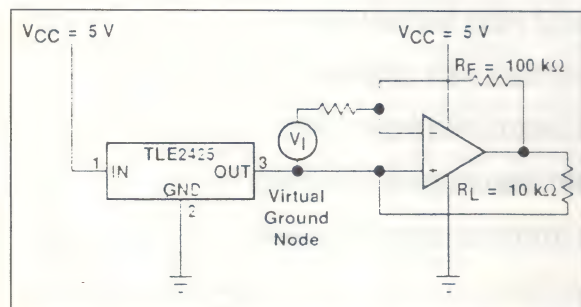 VCC = 5 V
VCC = 5 V
RF = 100 kΩ
VI
TLE2425
1
IN
OUT
3
GND
2
−
+
Virtual
Ground
Node
RL = 10 kΩ